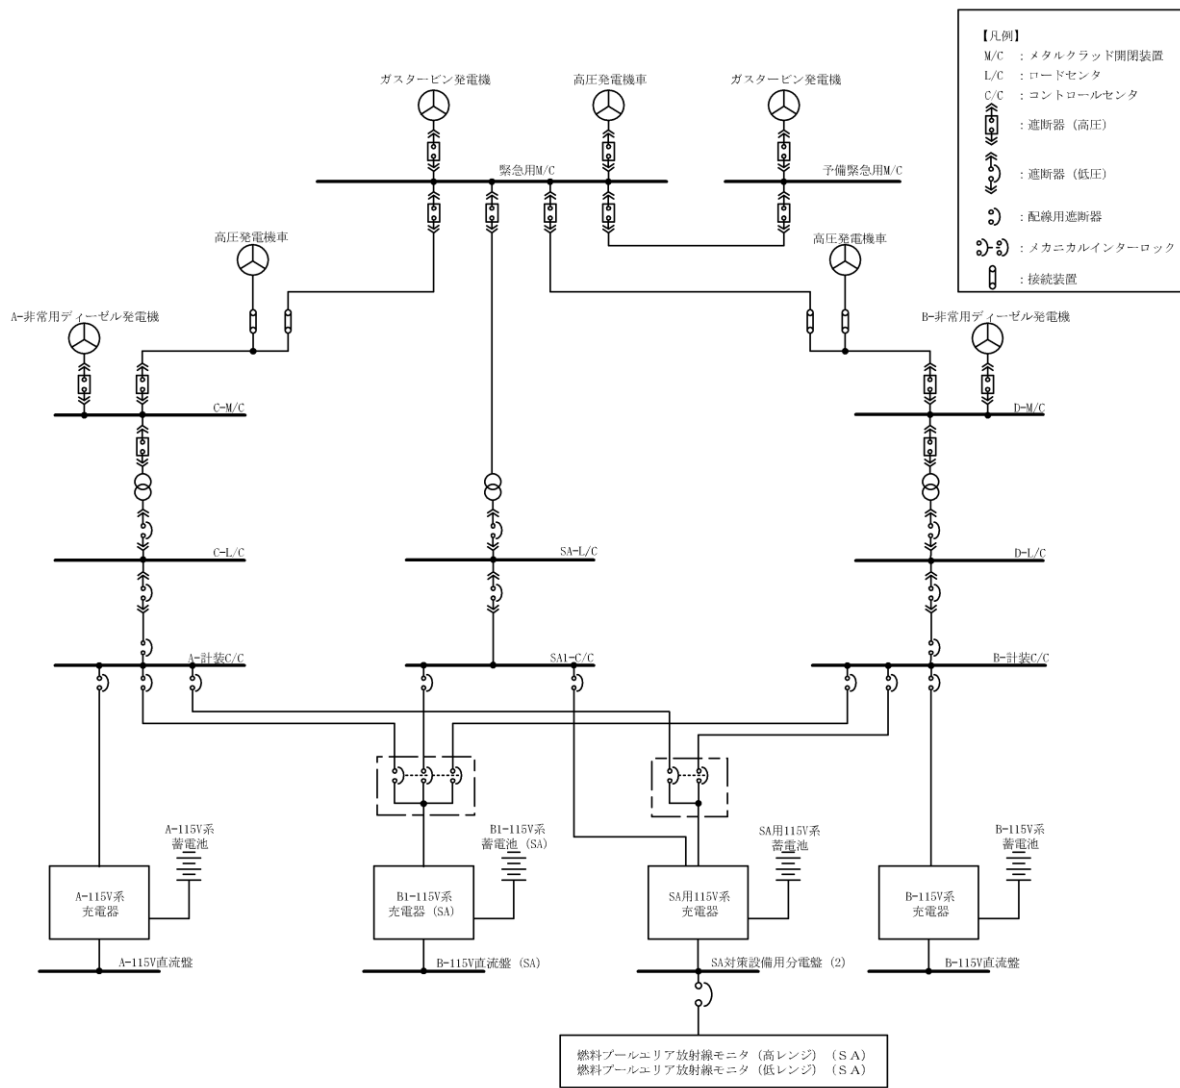 【凡例】
M/C ：メタルクラッド開閉装置
L/C ：ロードセンタ
C/C ：コントロールセンタ
：遮断器（高圧）
：遮断器（低圧）
：配線用遮断器
：メカニカルインターロック
：接続装置
ガスタービン発電機
高圧発電機車
ガスタービン発電機
緊急用M/C
予備緊急用M/C
高圧発電機車
高圧発電機車
A-非常用ディーゼル発電機
B-非常用ディーゼル発電機
C-M/C
D-M/C
C-L/C
SA-L/C
D-L/C
A-計装C/C
SA1-C/C
B-計装C/C
A-115V系
蓄電池
B1-115V系
蓄電池（SA）
SA用115V系
蓄電池
B-115V系
蓄電池
A-115V系
充電器
B1-115V系
充電器（SA）
SA用115V系
充電器
B-115V系
充電器
A-115V直流盤
B-115V直流盤（SA）
SA対策設備用分電盤（2）
B-115V直流盤
燃料プールエリア放射線モニタ（高レンジ）（ＳＡ）
燃料プールエリア放射線モニタ（低レンジ）（ＳＡ）